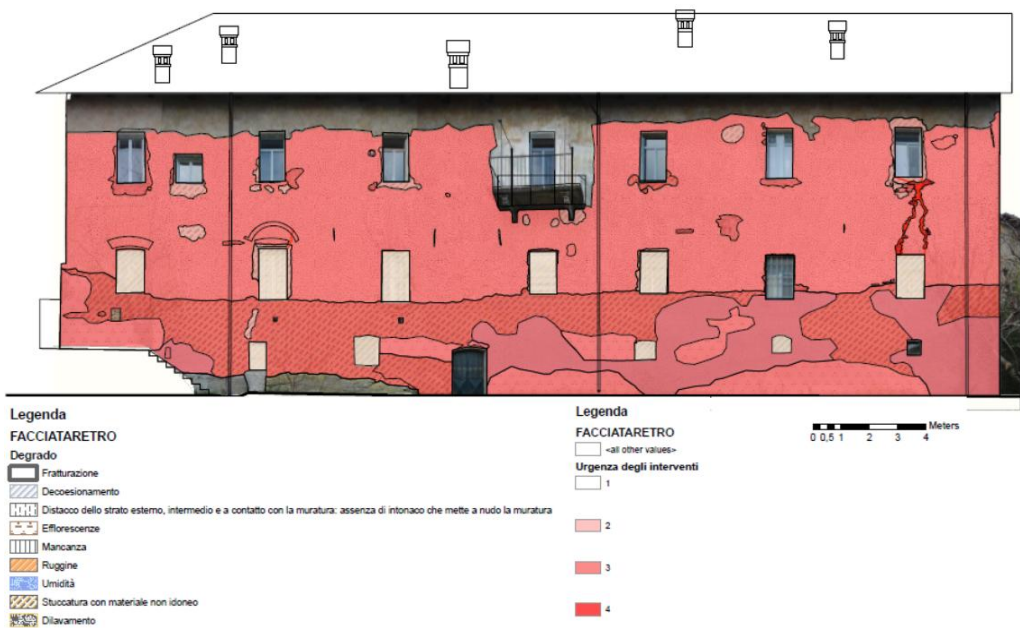 Legenda
FACCIATARETRO
Degrado
Fratturazione
Decoesionamento
Distacco dello strato esterno, intermedio e a contatto con la muratura: assenza di intonaco che mette a nudo la muratura
Efflorescenze
Mancanza
Ruggine
Umidità
Stuccatura con materiale non idoneo
Dilavamento
Legenda
FACCIATARETRO
<all other values>
Urgenza degli interventi
1
2
3
4
Meters
0 0,5 1 2 3 4